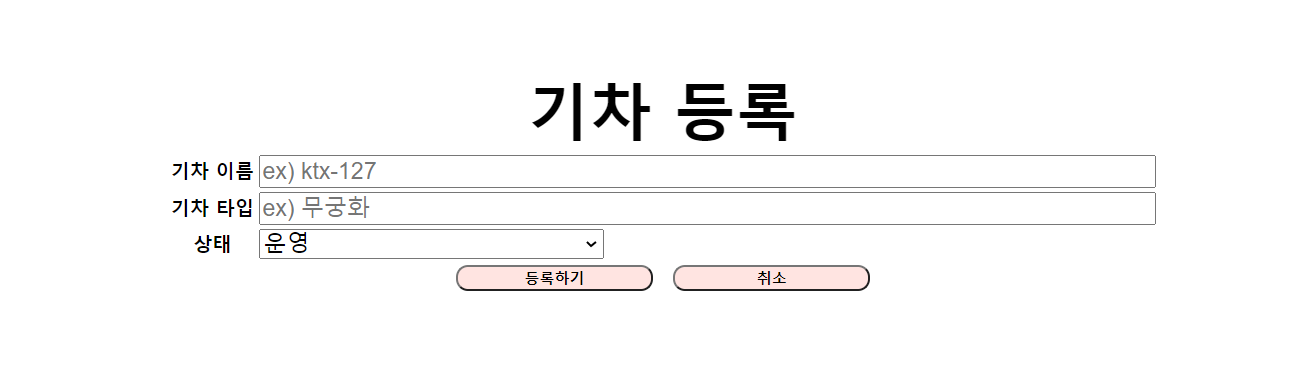 기차 등록
기차 이름 ex) ktx-127
기차 타입 ex) 무궁화
상태 운영
등록하기 취소